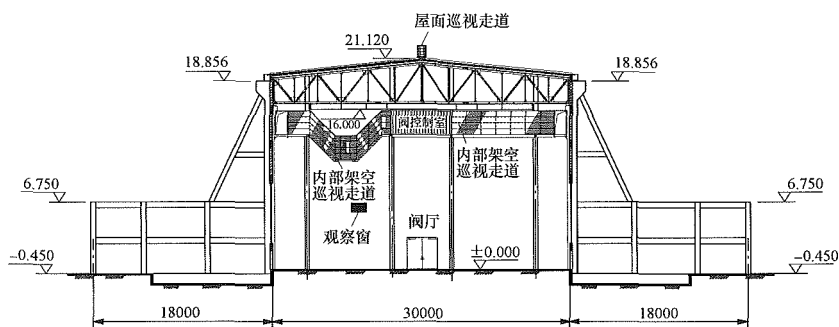 屋面巡视走道
21.120
18.856
18.856
16.000
阀控制室
内部架空
巡视走道
内部架空
巡视走道
6.750
6.750
观察窗
阀厅
±0.000
-0.450
-0.450
18000
30000
18000